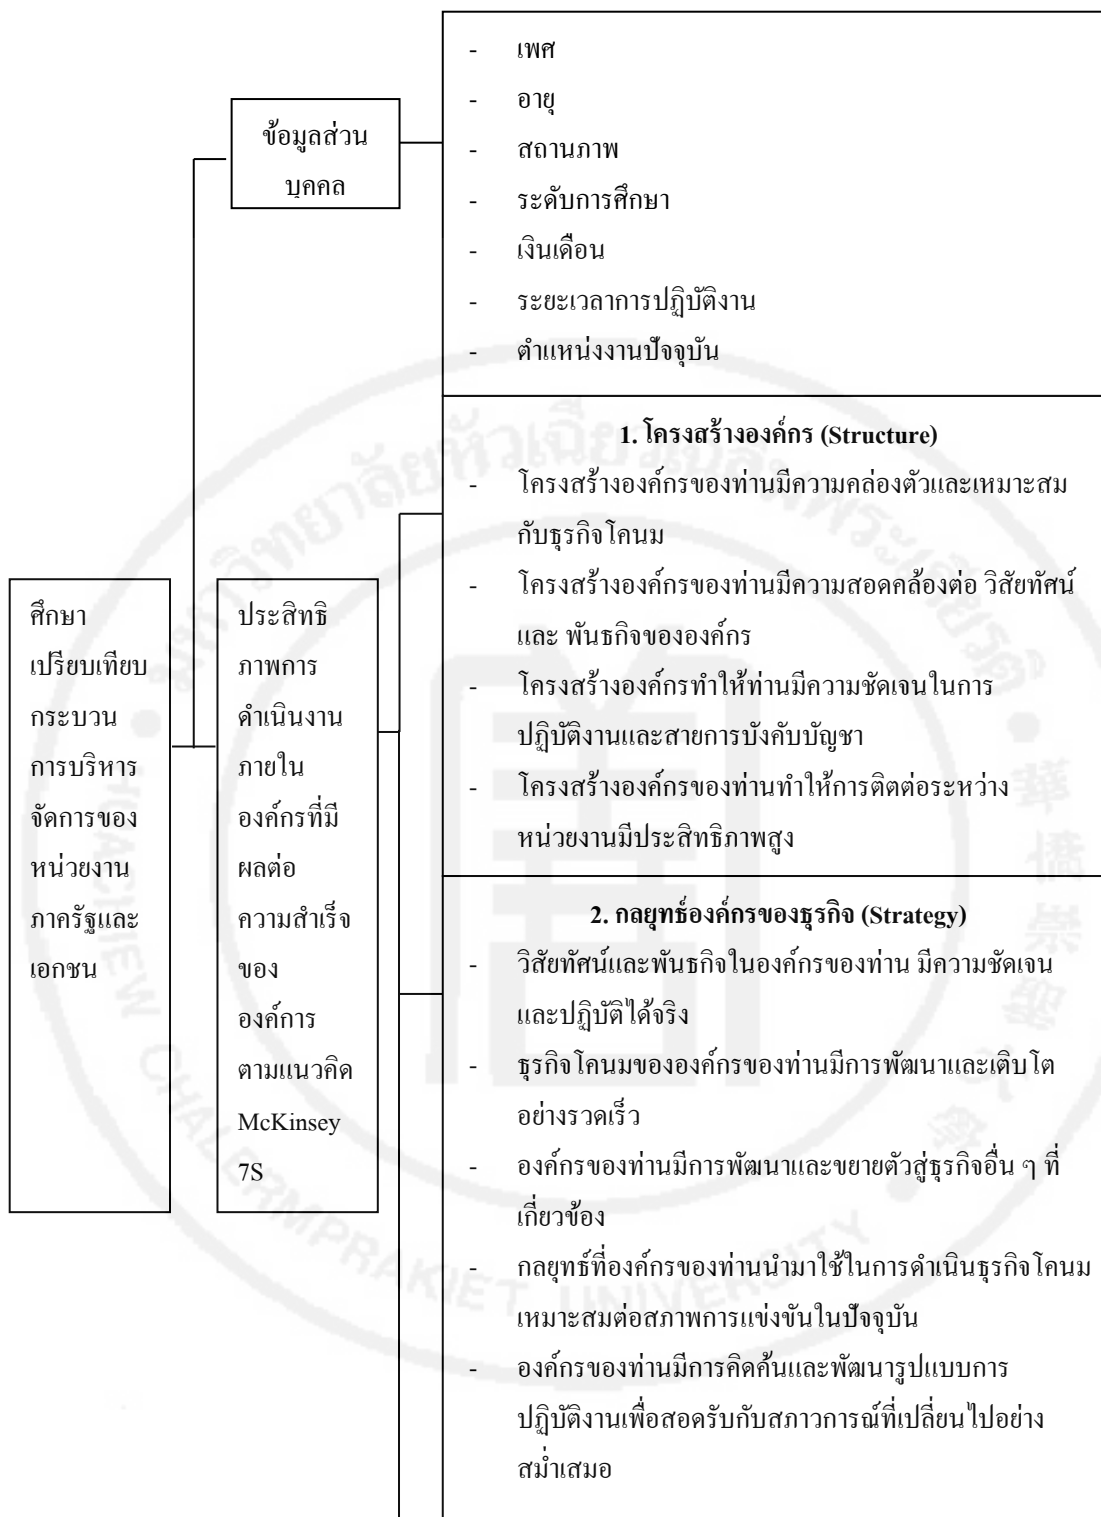 - เพศ
- อายุ
- สถานภาพ
- ระดับการศึกษา
- เงินเดือน
- ระยะเวลาการปฏิบัติงาน
- ตำแหน่งงานปัจจุบัน
ข้อมูลส่วน
บุคคล
1. โครงสร้างองค์กร (Structure)
- โครงสร้างองค์กรของท่านมีความคล่องตัวและเหมาะสม
กับธุรกิจโคนม
- โครงสร้างองค์กรของท่านมีความสอดคล้องต่อ วิสัยทัศน์
และ พันธกิจขององค์กร
- โครงสร้างองค์กรทำให้ท่านมีความชัดเจนในการ
ปฏิบัติงานและสายการบังคับบัญชา
- โครงสร้างองค์กรของท่านทำให้การติตต่อระหว่าง
หน่วยงานมีประสิทธิภาพสูง
ศึกษา
เปรียบเทียบ
กระบวน
การบริหาร
จัดการของ
หน่วยงาน
ภาครัฐและ
เอกชน
ประสิทธิ
ภาพการ
ดำเนินงาน
ภายใน
องค์กรที่มี
ผลต่อ
ความสำเร็จ
ของ
องค์การ
ตามแนวคิด
McKinsey
7S
2. กลยุทธ์องค์กรของธุรกิจ (Strategy)
- วิสัยทัศน์และพันธกิจในองค์กรของท่าน มีความชัดเจน
และปฏิบัติได้จริง
- ธุรกิจโคนมขององค์กรของท่านมีการพัฒนาและเติบโต
อย่างรวดเร็ว
- องค์กรของท่านมีการพัฒนาและขยายตัวสู่ธุรกิจอื่น ๆ ที่
เกี่ยวข้อง
- กลยุทธ์ที่องค์กรของท่านนำมาใช้ในการดำเนินธุรกิจโคนม
เหมาะสมต่อสภาพการแข่งขันในปัจจุบัน
- องค์กรของท่านมีการคิดค้นและพัฒนารูปแบบการ
ปฏิบัติงานเพื่อสอดรับกับสภาวการณ์ที่เปลี่ยนไปอย่าง
สม่ำเสมอ
มหาวิทยาลัยหัวเฉียวเฉลิมพระเกียรติ
HUACHIEW CHALERMPRAKIET UNIVERSITY
華僑崇聖大學